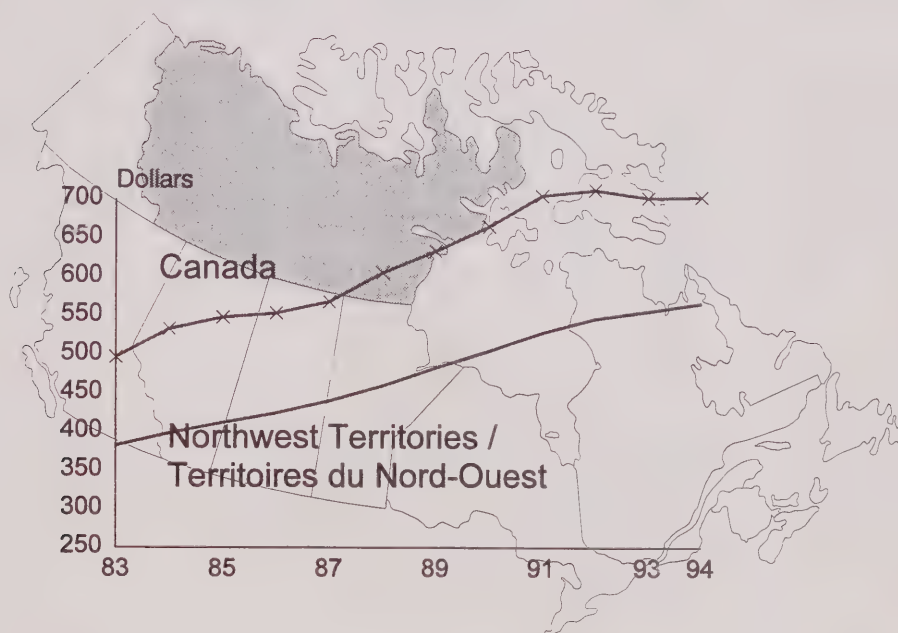 Dollars
700
650
600
Canada
550
500
450
400
Northwest Territories /
350
Territoires du Nord-Ouest
300
250
83 85 87 89 91 93 94